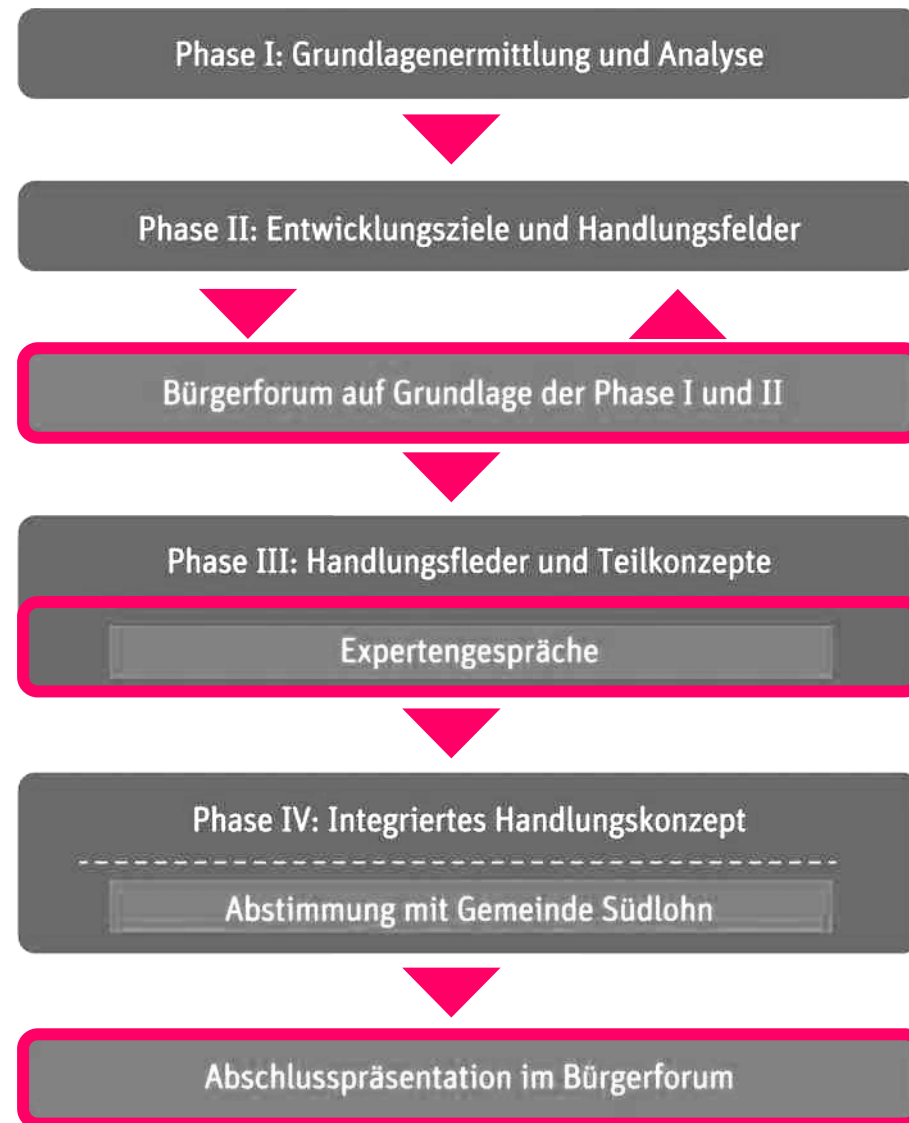 Phase I: Grundlagenermittlung und Analyse
Phase II: Entwicklungsziele und Handlungsfelder
Bürgerforum auf Grundlage der Phase I und II
Phase III: Handlungsfleder und Teilkonzepte
Expertengespräche
Phase IV: Integriertes Handlungskonzept
Abstimmung mit Gemeinde Südlohn
Abschlusspräsentation im Bürgerforum